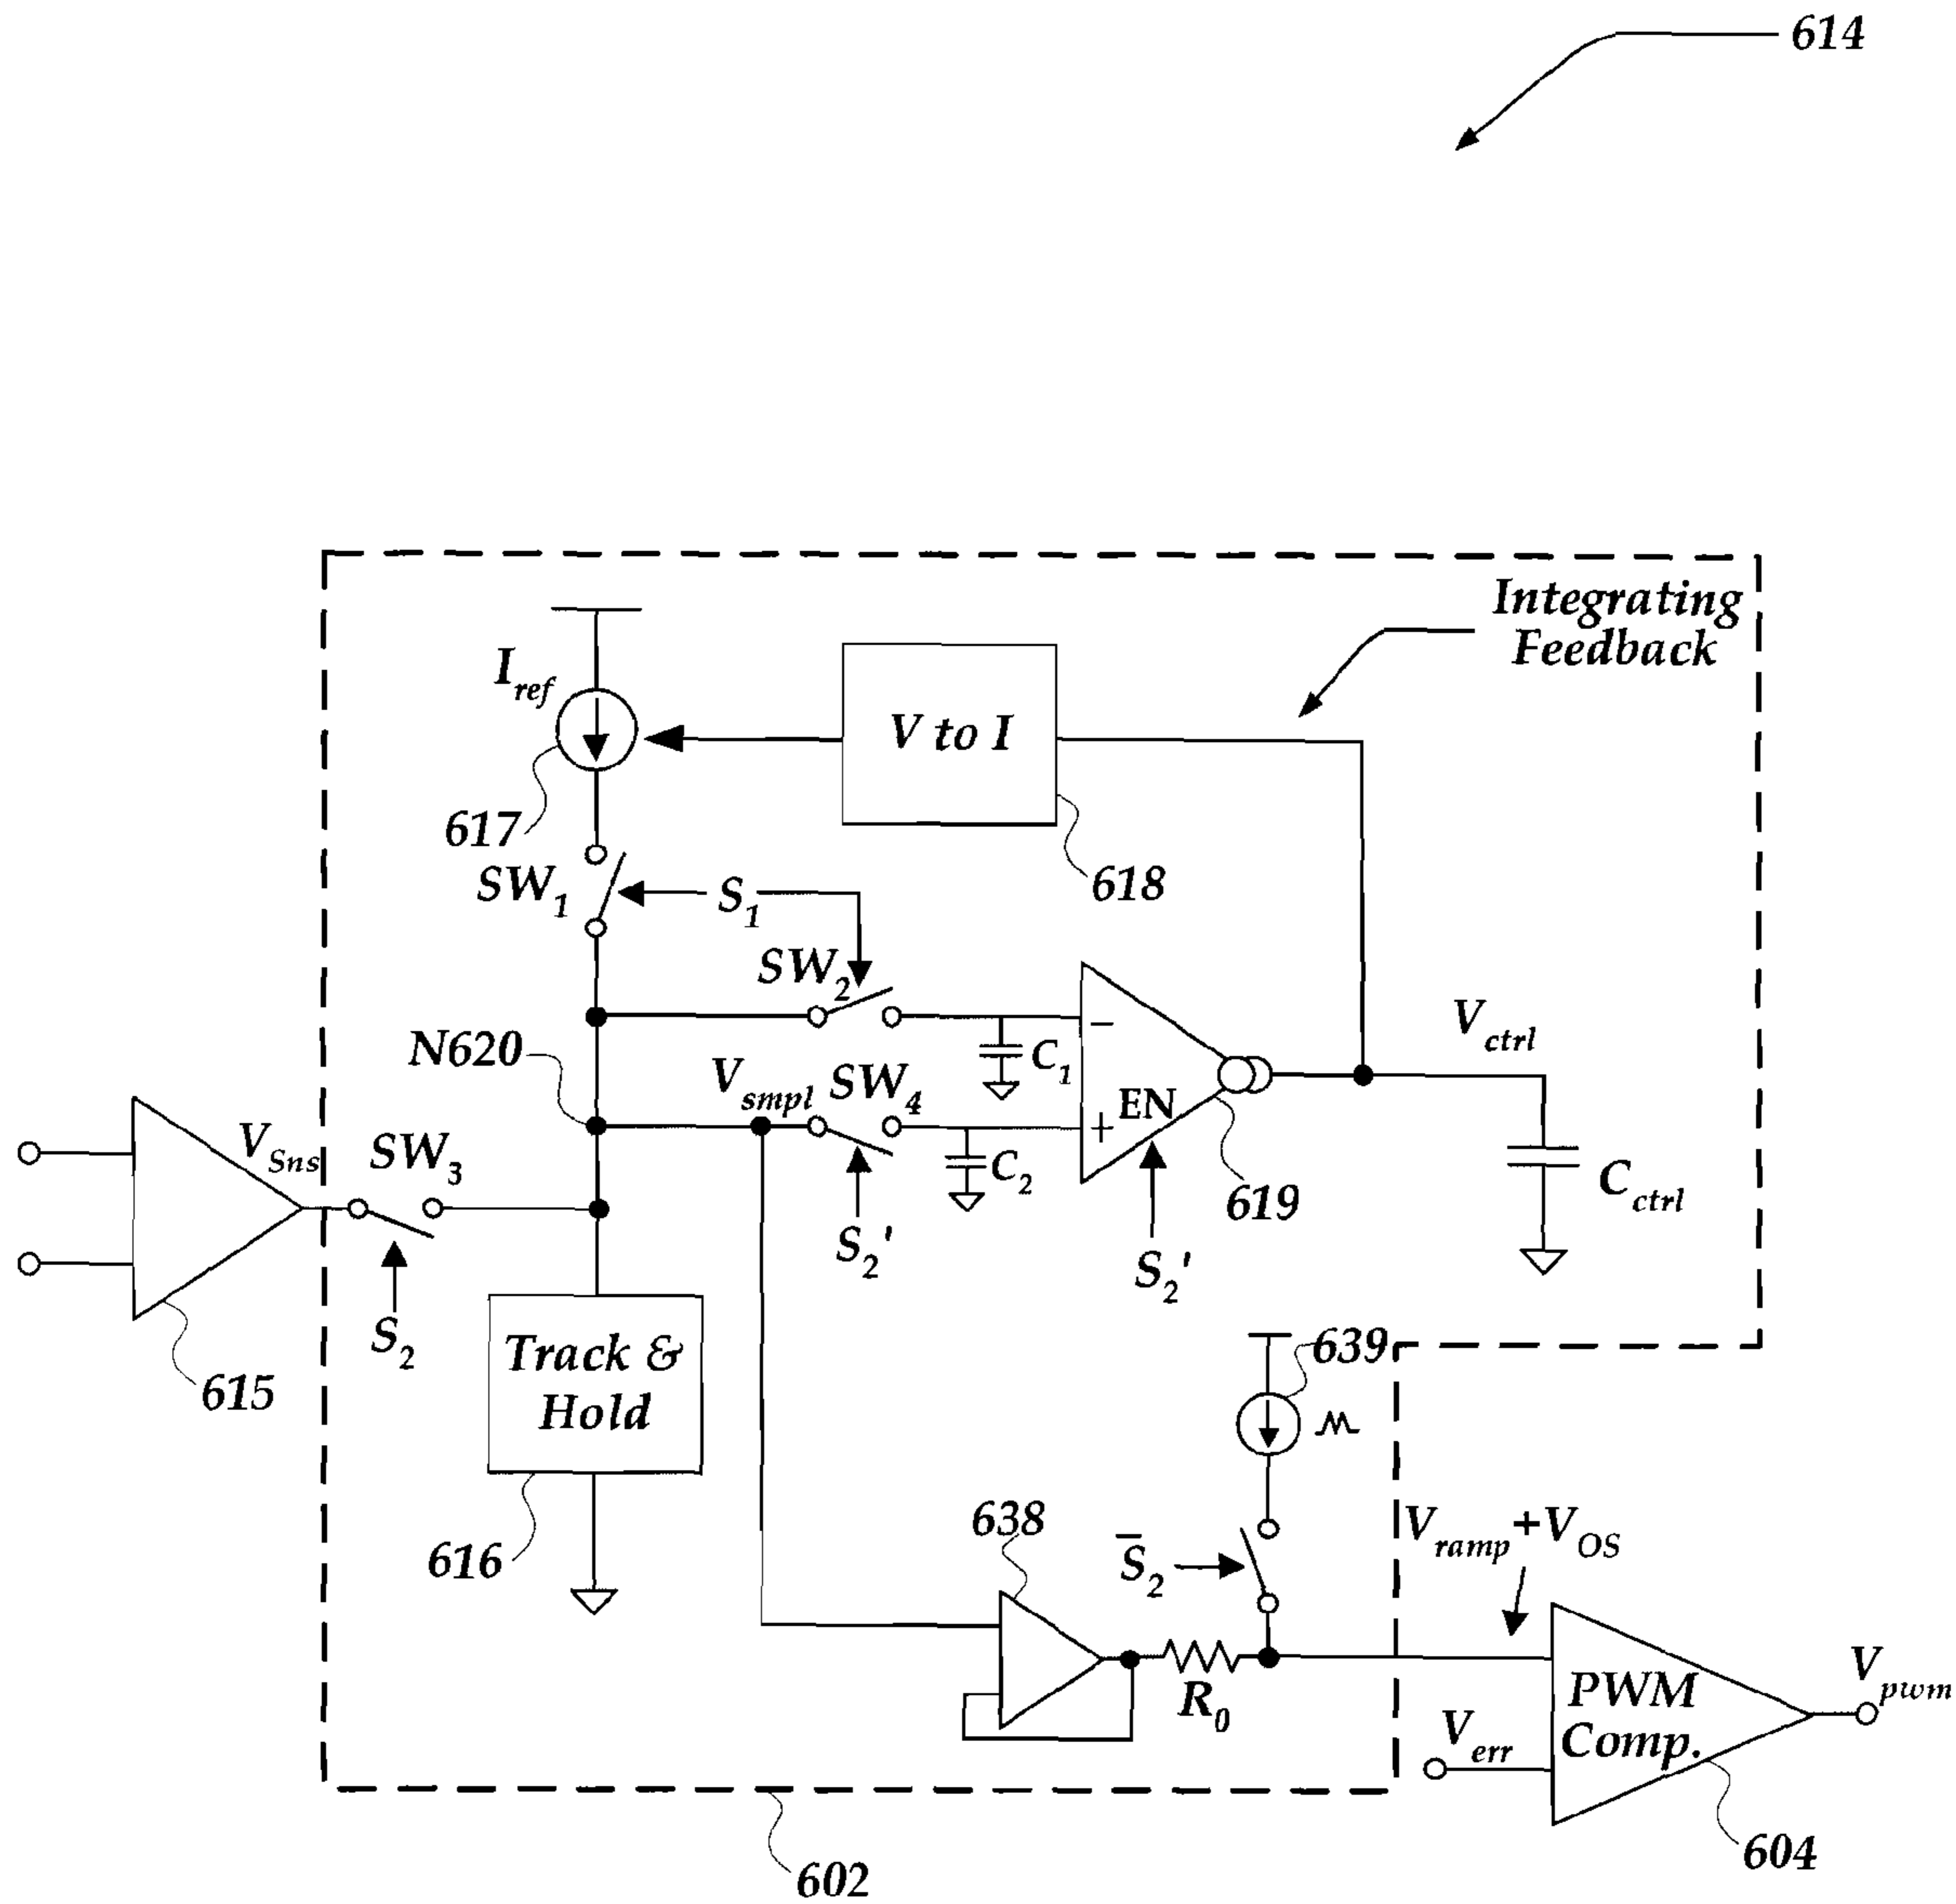 614
Integrating
Feedback
I_ref
V to I
617
618
SW_1
S_1
SW_2
V_ctrl
N620
C_1
V_smpl
SW_4
EN
V_Sns
SW_3
C_2
619
C_ctrl
S_2'
S_2'
S_2
639
Track &
Hold
615
638
V_ramp+V_OS
S̅_2
616
PWM
Comp.
V_pwm
R_0
V_err
604
602
−
+